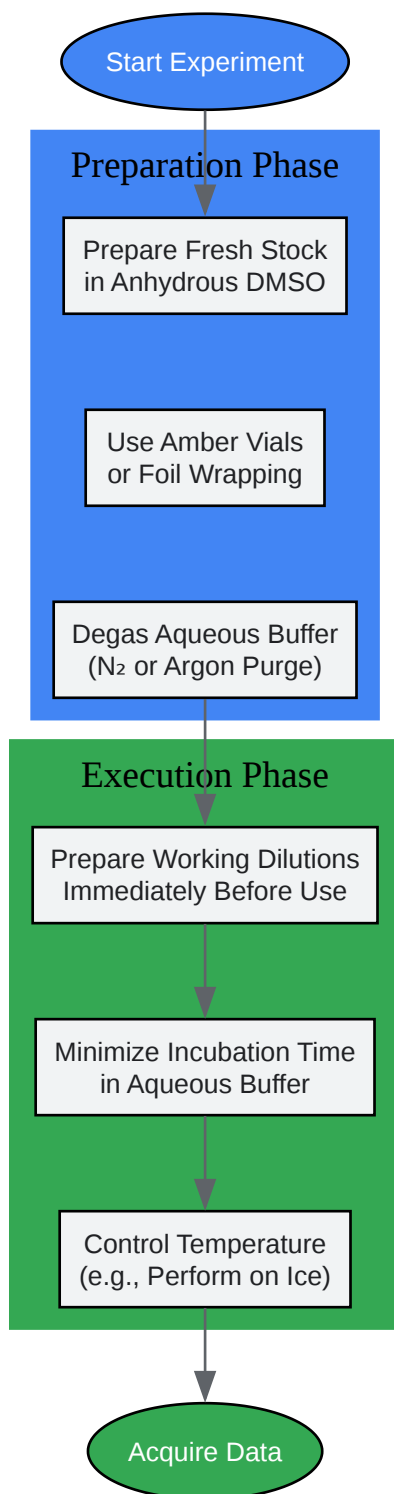 Start Experiment
Preparation Phase
Prepare Fresh Stock
in Anhydrous DMSO
Use Amber Vials
or Foil Wrapping
Degas Aqueous Buffer
(N₂ or Argon Purge)
Execution Phase
Prepare Working Dilutions
Immediately Before Use
Minimize Incubation Time
in Aqueous Buffer
Control Temperature
(e.g., Perform on Ice)
Acquire Data